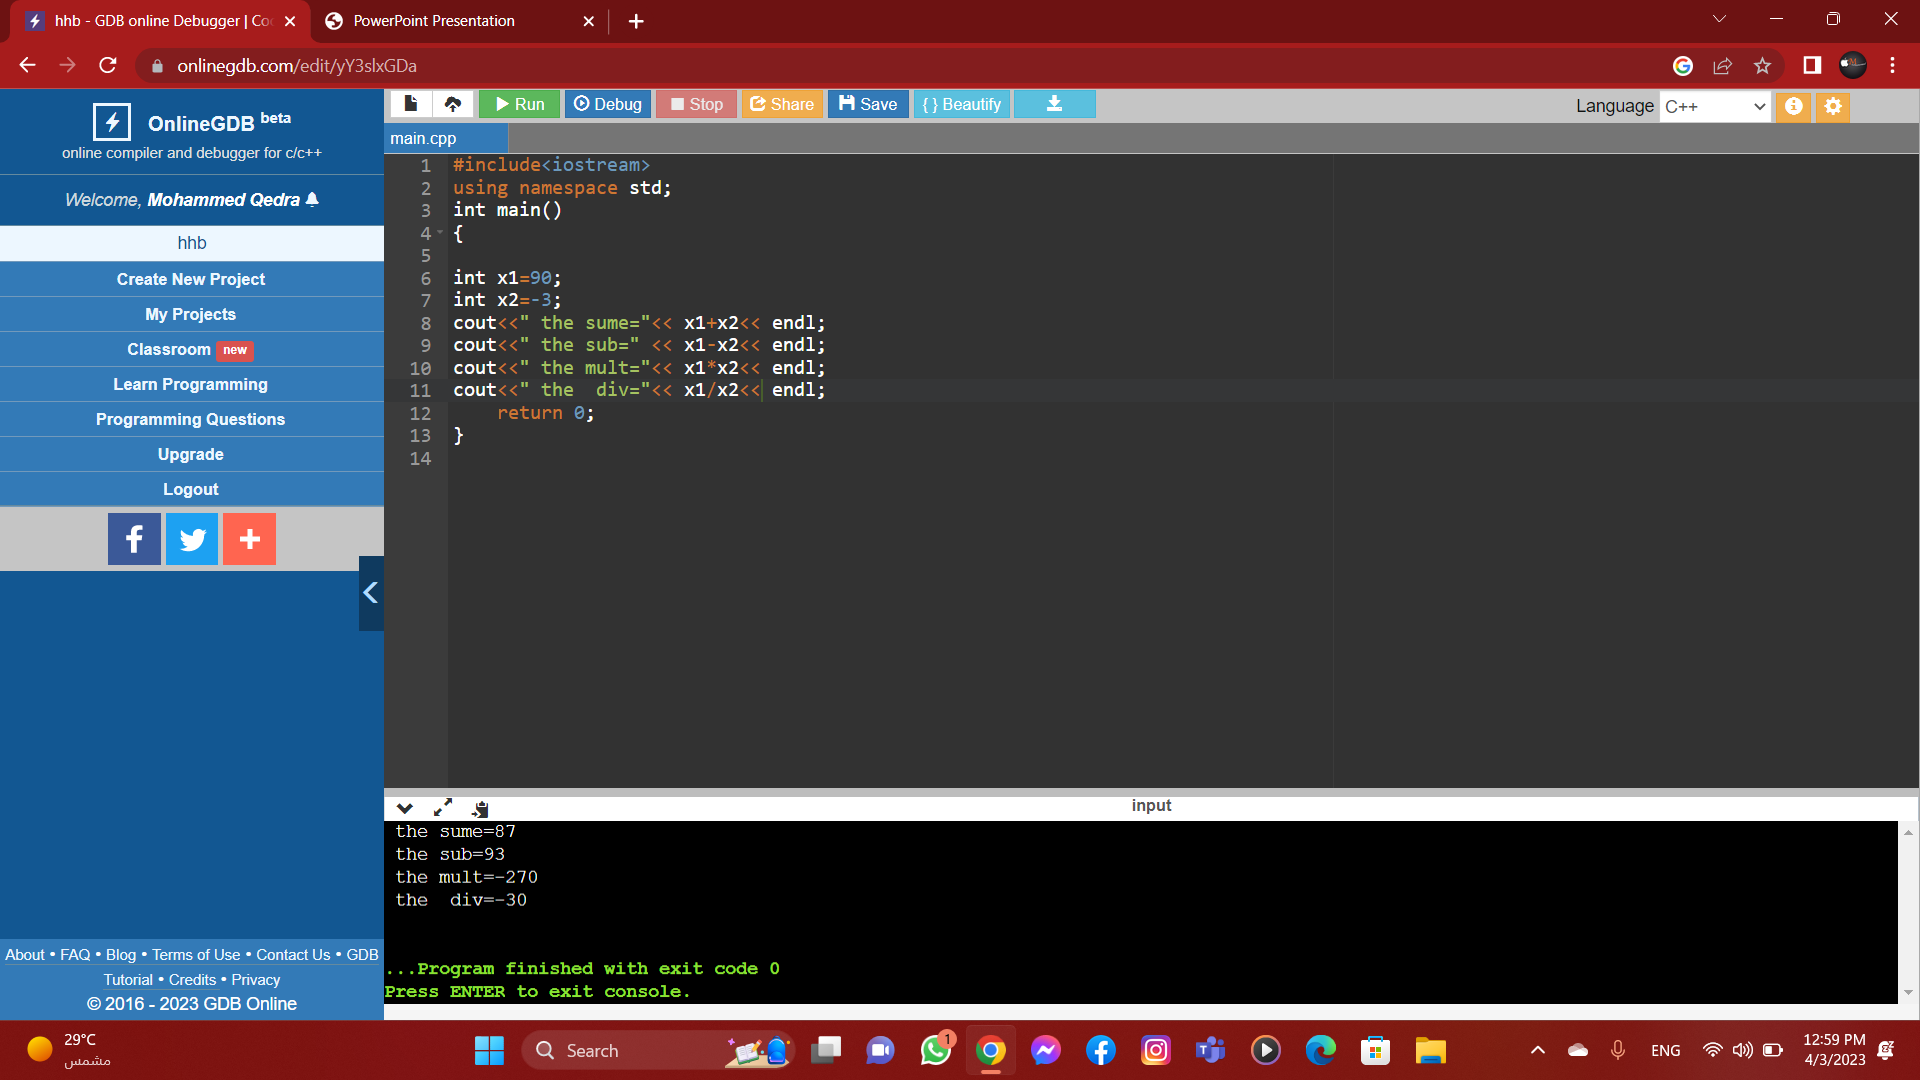 hhb - GDB online Debugger | Co
PowerPoint Presentation
onlinegdb.com/edit/yY3slxGDa
OnlineGDB beta
online compiler and debugger for c/c++
Welcome, Mohammed Qedra
hhb
Create New Project
My Projects
Classroom new
Learn Programming
Programming Questions
Upgrade
Logout
About • FAQ • Blog • Terms of Use • Contact Us • GDB
Tutorial • Credits • Privacy
© 2016 - 2023 GDB Online
Run Debug Stop Share Save { } Beautify
Language C++
main.cpp
1 #include<iostream>
2 using namespace std;
3 int main()
4 {
5
6 int x1=90;
7 int x2=-3;
8 cout<<" the sume="<< x1+x2<< endl;
9 cout<<" the sub=" << x1-x2<< endl;
10 cout<<" the mult="<< x1*x2<< endl;
11 cout<<" the  div="<< x1/x2<< endl;
12     return 0;
13 }
14
input
the sume=87
the sub=93
the mult=-270
the  div=-30
...Program finished with exit code 0
Press ENTER to exit console.
29°C
مشمس
Search
1
ENG
12:59 PM
4/3/2023